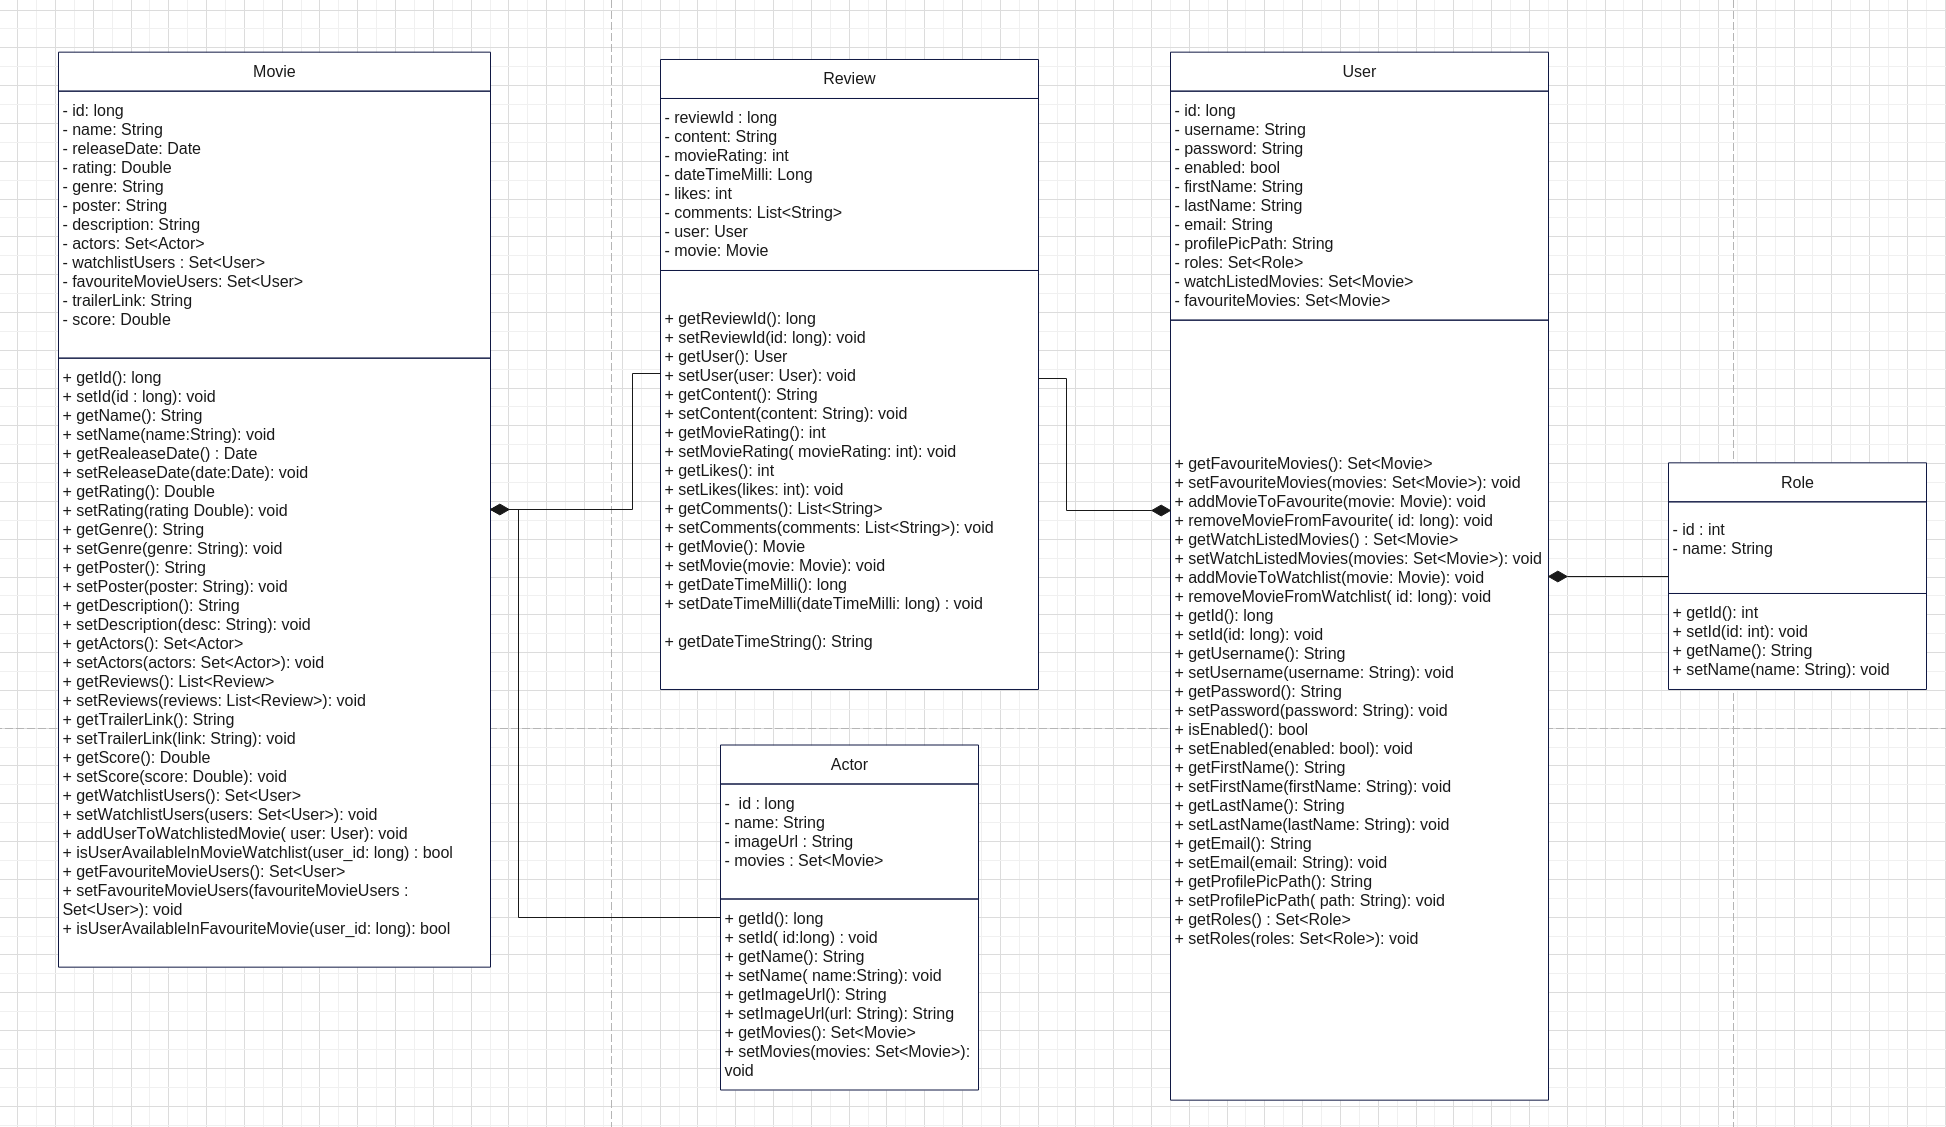 Movie
- id: long
- name: String
- releaseDate: Date
- rating: Double
- genre: String
- poster: String
- description: String
- actors: Set<Actor>
- watchlistUsers : Set<User>
- favouriteMovieUsers: Set<User>
- trailerLink: String
- score: Double
+ getId(): long
+ setId(id : long): void
+ getName(): String
+ setName(name:String): void
+ getRealeaseDate() : Date
+ setReleaseDate(date:Date): void
+ getRating(): Double
+ setRating(rating Double): void
+ getGenre(): String
+ setGenre(genre: String): void
+ getPoster(): String
+ setPoster(poster: String): void
+ getDescription(): String
+ setDescription(desc: String): void
+ getActors(): Set<Actor>
+ setActors(actors: Set<Actor>): void
+ getReviews(): List<Review>
+ setReviews(reviews: List<Review>): void
+ getTrailerLink(): String
+ setTrailerLink(link: String): void
+ getScore(): Double
+ setScore(score: Double): void
+ getWatchlistUsers(): Set<User>
+ setWatchlistUsers(users: Set<User>): void
+ addUserToWatchlistedMovie( user: User): void
+ isUserAvailableInMovieWatchlist(user_id: long) : bool
+ getFavouriteMovieUsers(): Set<User>
+ setFavouriteMovieUsers(favouriteMovieUsers :
Set<User>): void
+ isUserAvailableInFavouriteMovie(user_id: long): bool
Review
- reviewId : long
- content: String
- movieRating: int
- dateTimeMilli: Long
- likes: int
- comments: List<String>
- user: User
- movie: Movie
+ getReviewId(): long
+ setReviewId(id: long): void
+ getUser(): User
+ setUser(user: User): void
+ getContent(): String
+ setContent(content: String): void
+ getMovieRating(): int
+ setMovieRating( movieRating: int): void
+ getLikes(): int
+ setLikes(likes: int): void
+ getComments(): List<String>
+ setComments(comments: List<String>): void
+ getMovie(): Movie
+ setMovie(movie: Movie): void
+ getDateTimeMilli(): long
+ setDateTimeMilli(dateTimeMilli: long) : void
+ getDateTimeString(): String
Actor
-  id : long
- name: String
- imageUrl : String
- movies : Set<Movie>
+ getId(): long
+ setId( id:long) : void
+ getName(): String
+ setName( name:String): void
+ getImageUrl(): String
+ setImageUrl(url: String): String
+ getMovies(): Set<Movie>
+ setMovies(movies: Set<Movie>):
void
User
- id: long
- username: String
- password: String
- enabled: bool
- firstName: String
- lastName: String
- email: String
- profilePicPath: String
- roles: Set<Role>
- watchListedMovies: Set<Movie>
- favouriteMovies: Set<Movie>
+ getFavouriteMovies(): Set<Movie>
+ setFavouriteMovies(movies: Set<Movie>): void
+ addMovieToFavourite(movie: Movie): void
+ removeMovieFromFavourite( id: long): void
+ getWatchListedMovies() : Set<Movie>
+ setWatchListedMovies(movies: Set<Movie>): void
+ addMovieToWatchlist(movie: Movie): void
+ removeMovieFromWatchlist( id: long): void
+ getId(): long
+ setId(id: long): void
+ getUsername(): String
+ setUsername(username: String): void
+ getPassword(): String
+ setPassword(password: String): void
+ isEnabled(): bool
+ setEnabled(enabled: bool): void
+ getFirstName(): String
+ setFirstName(firstName: String): void
+ getLastName(): String
+ setLastName(lastName: String): void
+ getEmail(): String
+ setEmail(email: String): void
+ getProfilePicPath(): String
+ setProfilePicPath( path: String): void
+ getRoles() : Set<Role>
+ setRoles(roles: Set<Role>): void
Role
- id : int
- name: String
+ getId(): int
+ setId(id: int): void
+ getName(): String
+ setName(name: String): void